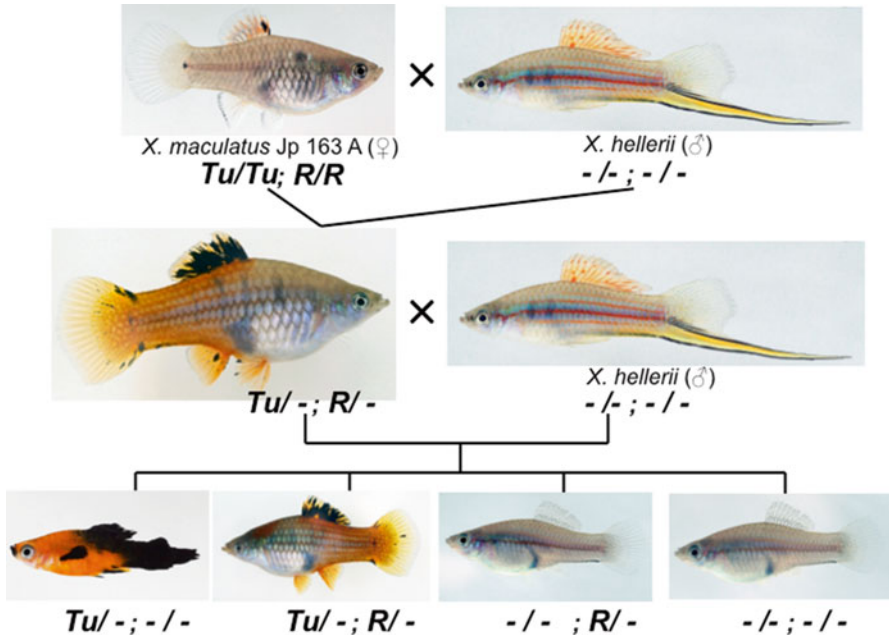 X. maculatus Jp 163 A (♀)
X. hellerii (♂)
Tu/Tu; R/R
- /- ; - / -
×
X. hellerii (♂)
Tu/ - ; R/ -
- /- ; - / -
×
Tu/ - ; - / -
Tu/ - ; R/ -
- / - ; R/ -
- /- ; - / -